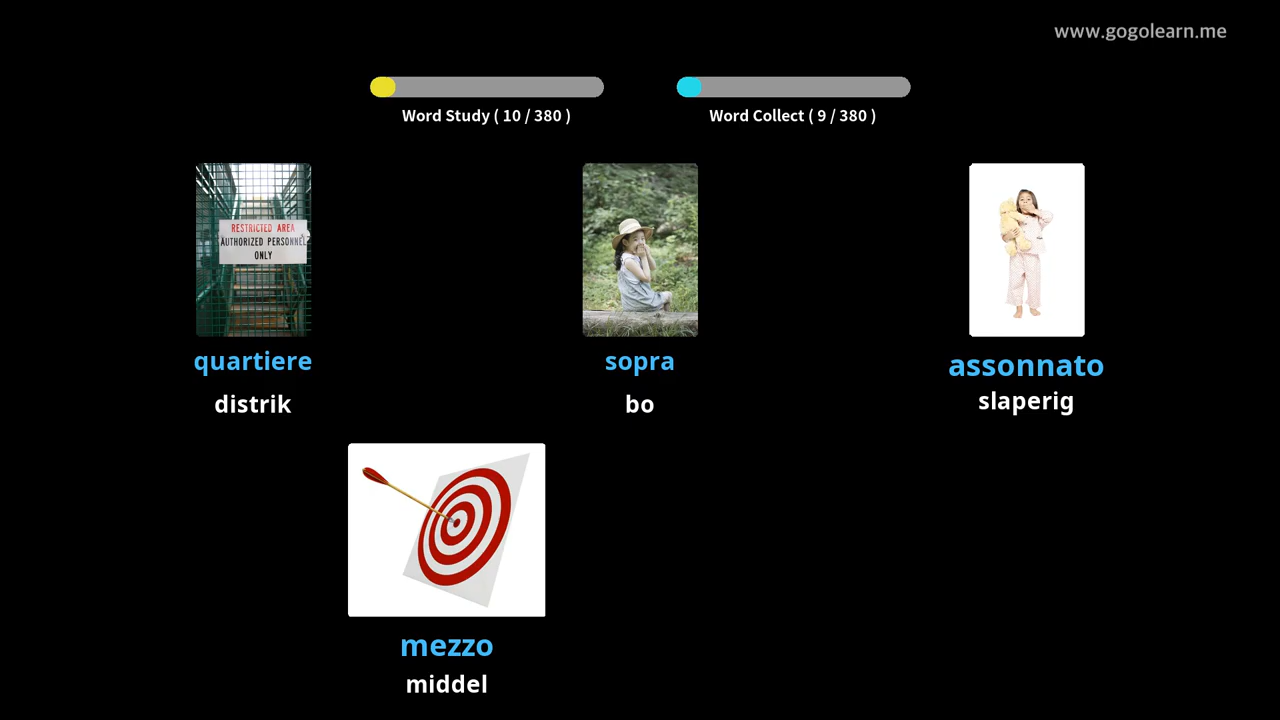 www.gogolearn.me
Word Study ( 10 / 380 )
Word Collect ( 9 / 380 )
RESTRICTED AREA
AUTHORIZED PERSONNEL
ONLY
quartiere
distrik
sopra
bo
assonnato
slaperig
mezzo
middel